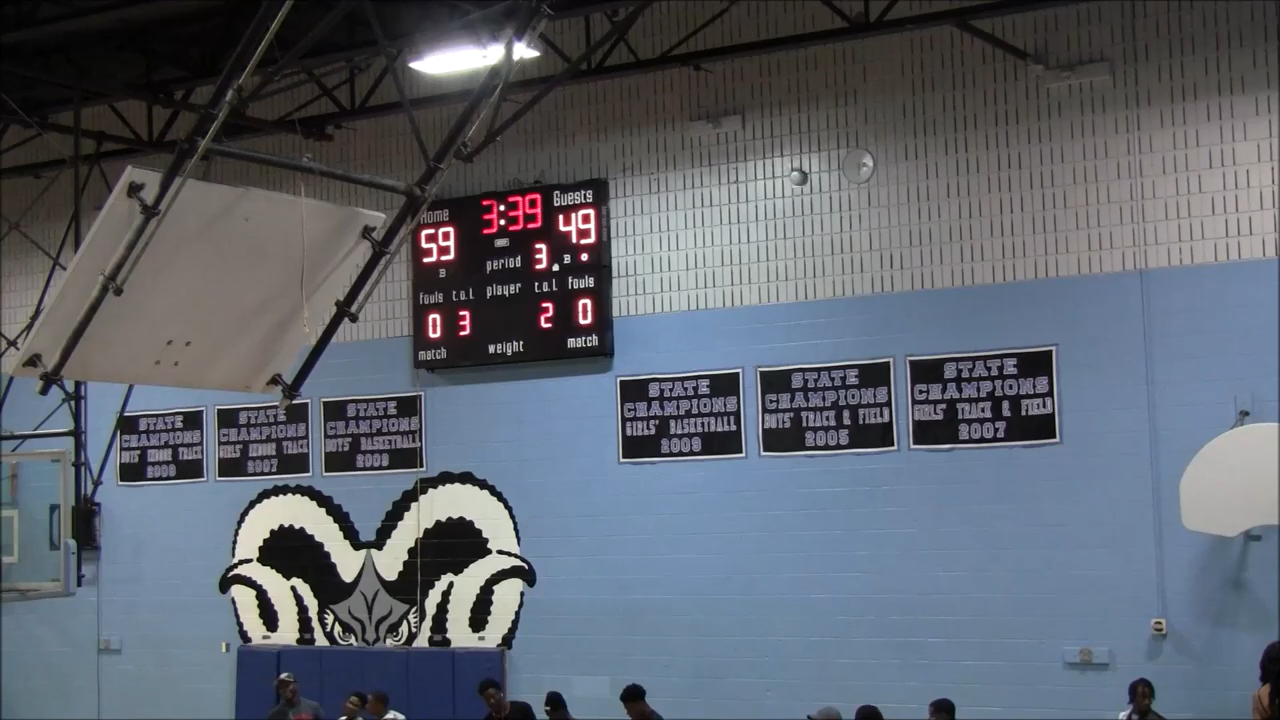 Home 3:39 Guests
59 49
B period 3 B
fouls t.o.l. player t.o.l. fouls
0 3 2 0
match weight match
STATE
CHAMPIONS
BOYS' INDOOR TRACK
STATE
CHAMPIONS
GIRLS' INDOOR TRACK
2007
STATE
CHAMPIONS
BOYS' BASKETBALL
2009
STATE
CHAMPIONS
GIRLS' BASKETBALL
2009
STATE
CHAMPIONS
BOYS' TRACK & FIELD
2005
STATE
CHAMPIONS
GIRLS' TRACK & FIELD
2007